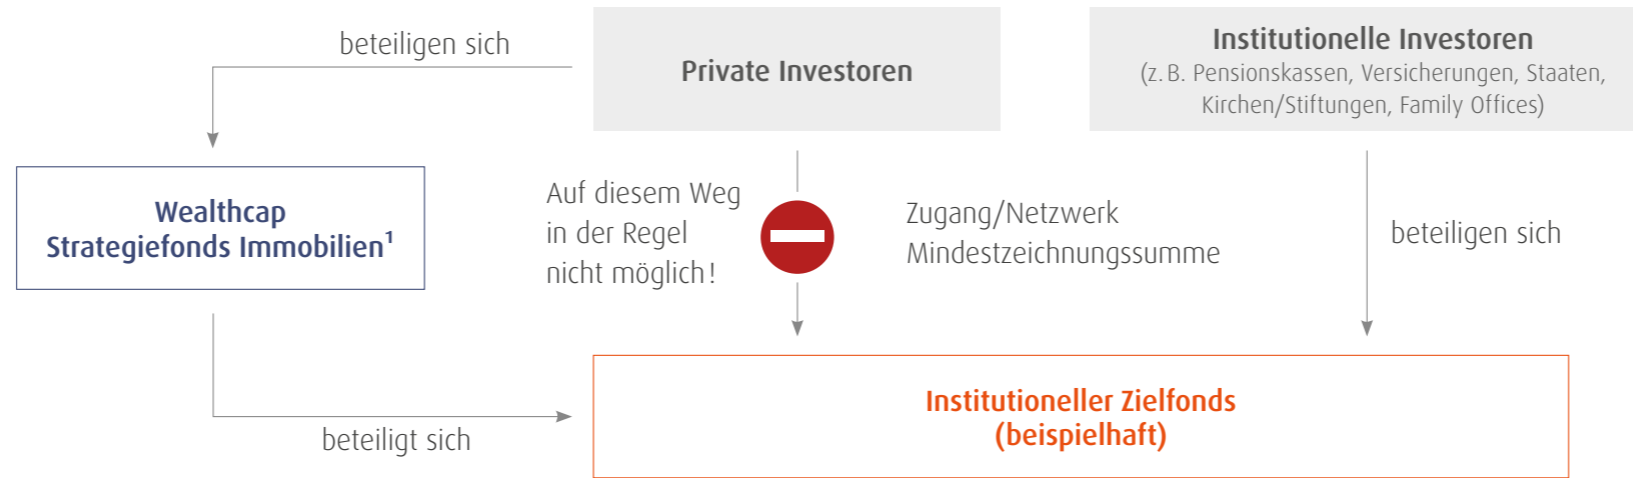 beteiligen sich
Private Investoren
Institutionelle Investoren
(z. B. Pensionskassen, Versicherungen, Staaten,
Kirchen/Stiftungen, Family Offices)
Wealthcap
Strategiefonds Immobilien¹
Auf diesem Weg
in der Regel
nicht möglich!
Zugang/Netzwerk
Mindestzeichnungssumme
beteiligen sich
beteiligt sich
Institutioneller Zielfonds
(beispielhaft)